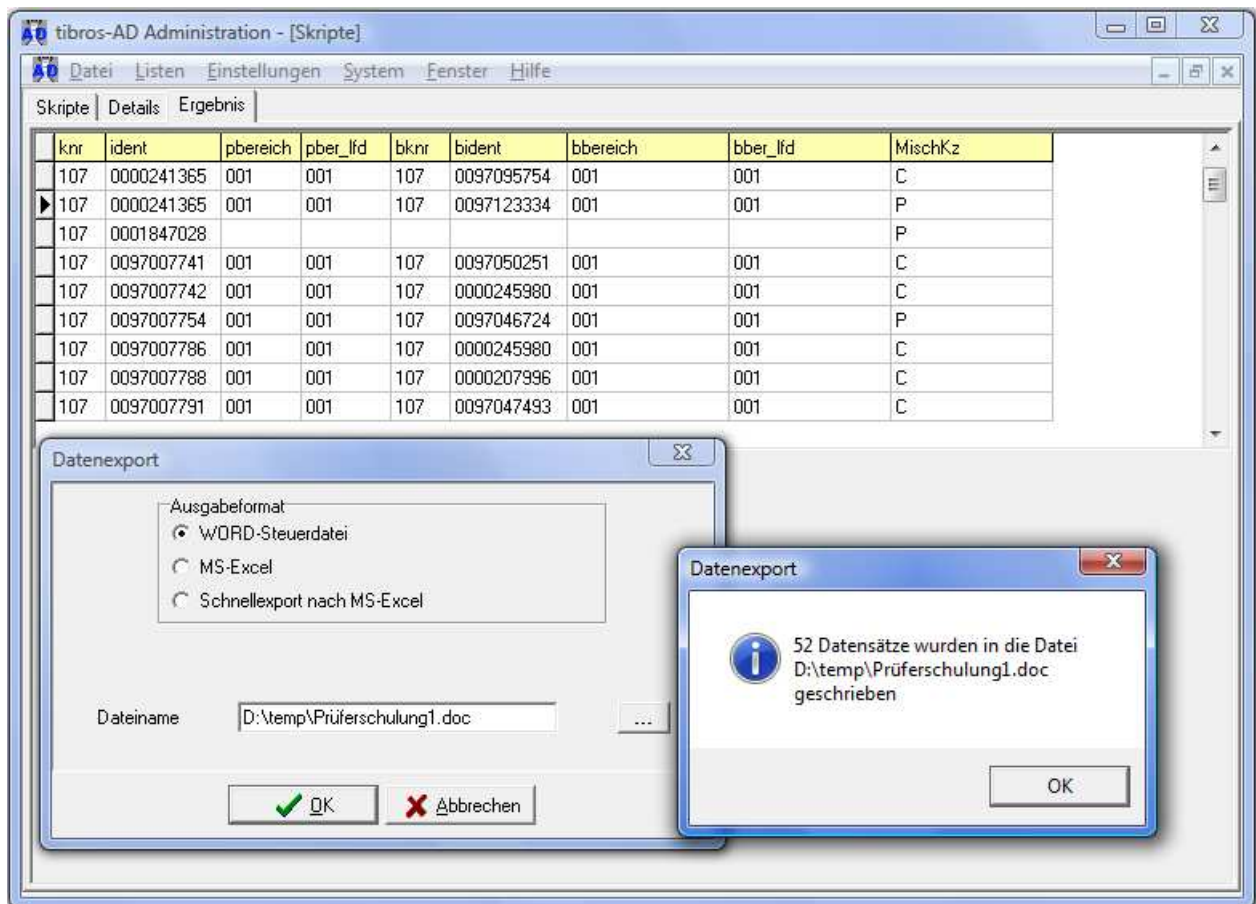 tibros-AD Administration - [Skripte]
Datei Listen Einstellungen System Fenster Hilfe
Skripte Details Ergebnis
knr ident pbereich pber_lfd bknr bident bbereich bber_lfd MischKz
107 0000241365 001 001 107 0097095754 001 001 C
107 0000241365 001 001 107 0097123334 001 001 P
107 0001847028 P
107 0097007741 001 001 107 0097050251 001 001 C
107 0097007742 001 001 107 0000245980 001 001 C
107 0097007754 001 001 107 0097046724 001 001 P
107 0097007786 001 001 107 0000245980 001 001 C
107 0097007788 001 001 107 0000207996 001 001 C
107 0097007791 001 001 107 0097047493 001 001 C
Datenexport
Ausgabeformat
WORD-Steuerdatei
MS-Excel
Schnellexport nach MS-Excel
Dateiname D:\temp\Prüferschulung1.doc ...
OK Abbrechen
Datenexport
52 Datensätze wurden in die Datei
D:\temp\Prüferschulung1.doc
geschrieben
OK